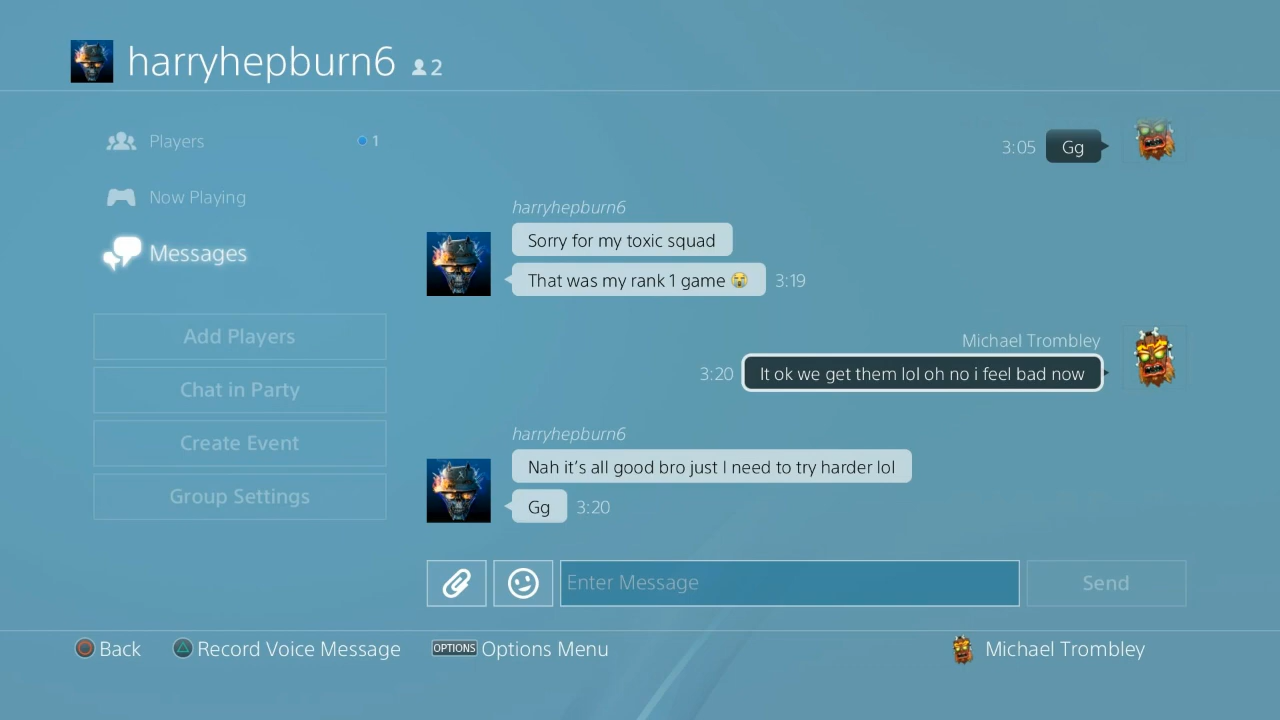 harryhepburn6 2
Players 1
Now Playing
Messages
Add Players
Chat in Party
Create Event
Group Settings
3:05 Gg
harryhepburn6
Sorry for my toxic squad
That was my rank 1 game 😭 3:19
Michael Trombley
3:20 It ok we get them lol oh no i feel bad now
harryhepburn6
Nah it's all good bro just I need to try harder lol
Gg 3:20
Enter Message Send
Back Record Voice Message OPTIONS Options Menu Michael Trombley